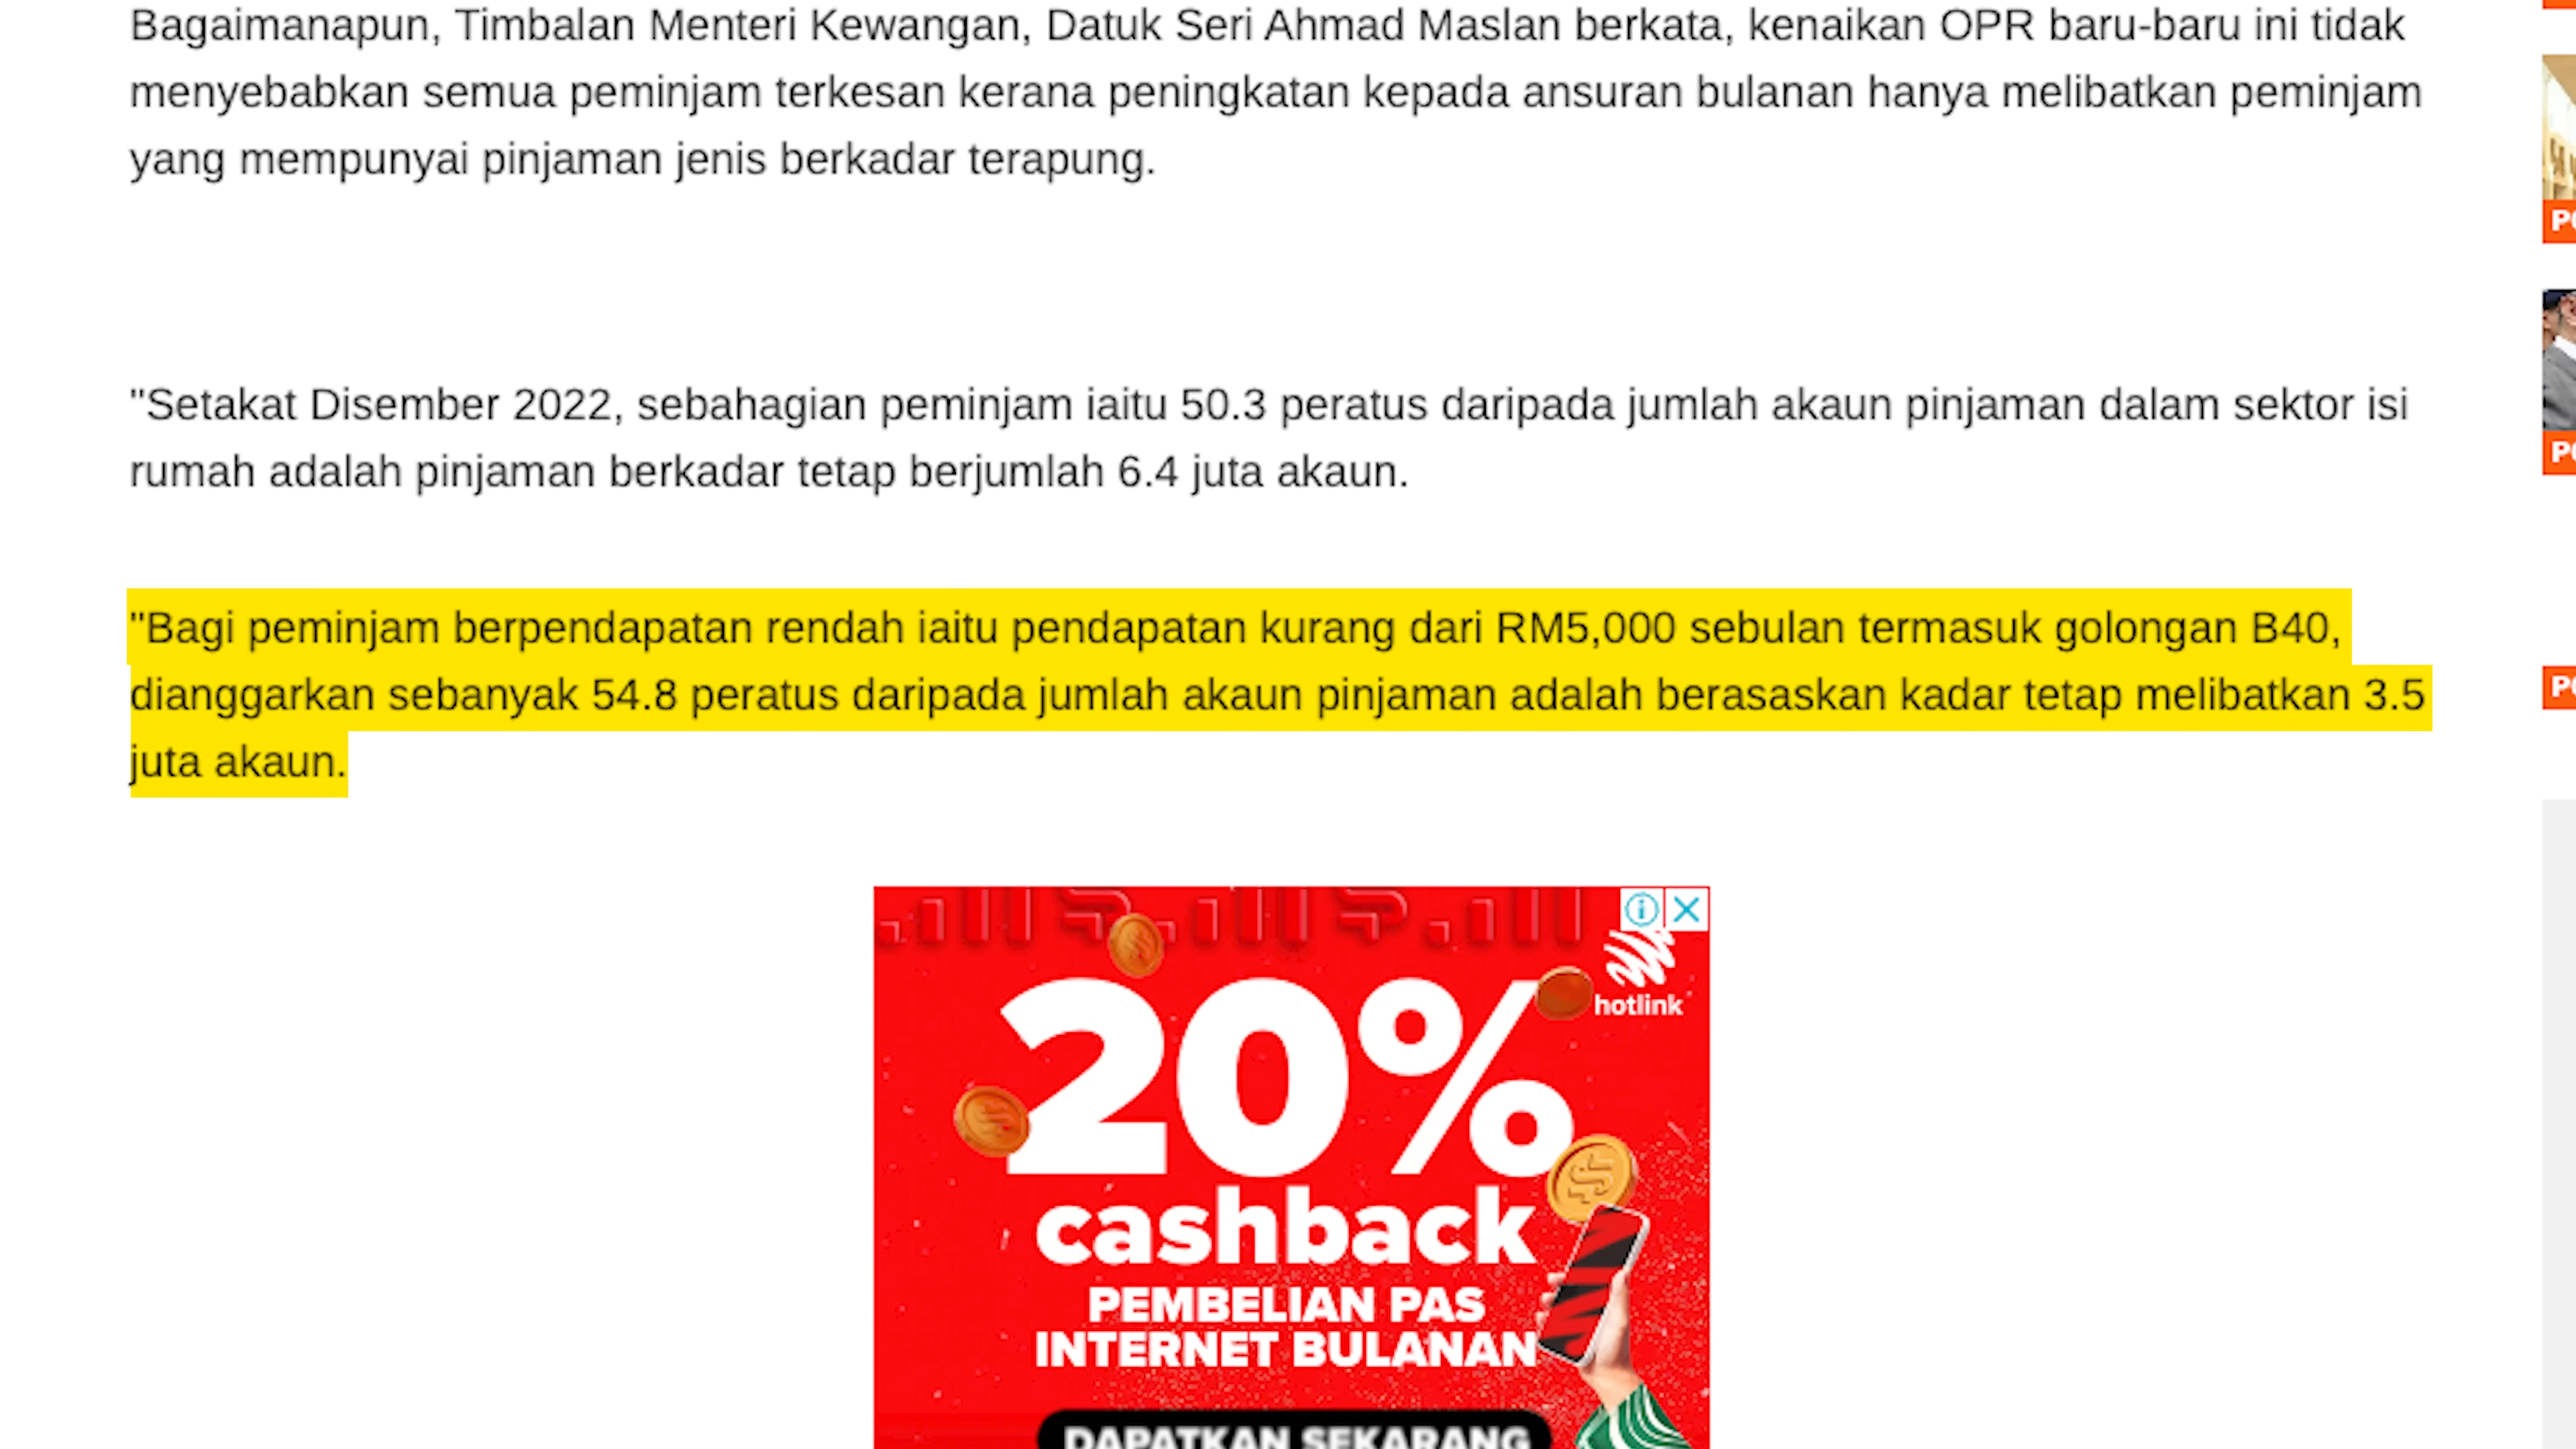 Bagaimanapun, Timbalan Menteri Kewangan, Datuk Seri Ahmad Maslan berkata, kenaikan OPR baru-baru ini tidak
menyebabkan semua peminjam terkesan kerana peningkatan kepada ansuran bulanan hanya melibatkan peminjam
yang mempunyai pinjaman jenis berkadar terapung.
"Setakat Disember 2022, sebahagian peminjam iaitu 50.3 peratus daripada jumlah akaun pinjaman dalam sektor isi
rumah adalah pinjaman berkadar tetap berjumlah 6.4 juta akaun.
"Bagi peminjam berpendapatan rendah iaitu pendapatan kurang dari RM5,000 sebulan termasuk golongan B40,
dianggarkan sebanyak 54.8 peratus daripada jumlah akaun pinjaman adalah berasaskan kadar tetap melibatkan 3.5
juta akaun.
hotlink
20%
cashback
PEMBELIAN PAS
INTERNET BULANAN
DAPATKAN SEKARANG